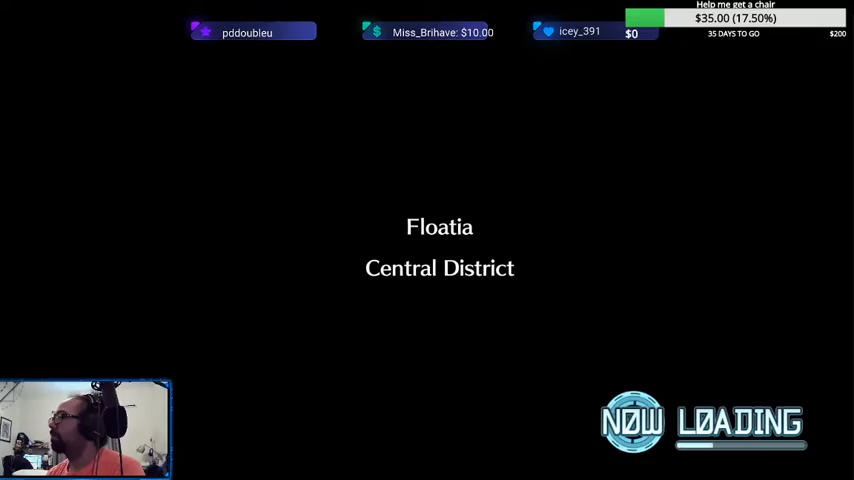 Help me get a chair
$35.00 (17.50%)
$0
35 DAYS TO GO
$200
pddoubleu
Miss_Brihave: $10.00
icey_391
Floatia
Central District
NOW LOADING